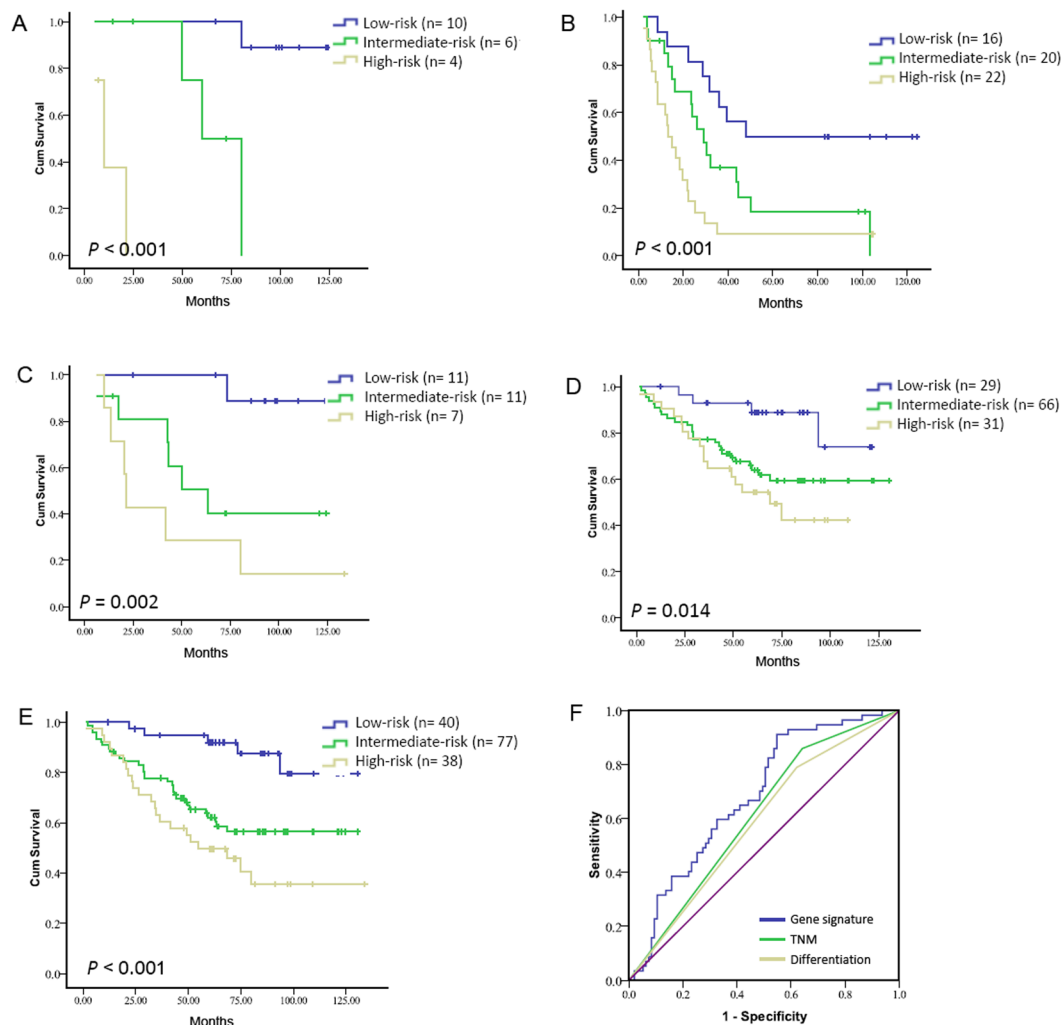 A
Low-risk (n= 10)
Intermediate-risk (n= 6)
High-risk (n= 4)
Cum Survival
1.0
0.8
0.6
0.4
0.2
0.0
P < 0.001
0.00 25.00 50.00 75.00 100.00 125.00
Months
B
Low-risk (n= 16)
Intermediate-risk (n= 20)
High-risk (n= 22)
Cum Survival
1.0
0.8
0.6
0.4
0.2
0.0
P < 0.001
0.00 20.00 40.00 60.00 80.00 100.00 120.00
Months
C
Low-risk (n= 11)
Intermediate-risk (n= 11)
High-risk (n= 7)
Cum Survival
1.0
0.8
0.6
0.4
0.2
0.0
P = 0.002
0.00 25.00 50.00 75.00 100.00 125.00
Months
D
Low-risk (n= 29)
Intermediate-risk (n= 66)
High-risk (n= 31)
Cum Survival
1.0
0.8
0.6
0.4
0.2
0.0
P = 0.014
0.00 25.00 50.00 75.00 100.00 125.00
Months
E
Low-risk (n= 40)
Intermediate-risk (n= 77)
High-risk (n= 38)
Cum Survival
1.0
0.8
0.6
0.4
0.2
0.0
P < 0.001
0.00 25.00 50.00 75.00 100.00 125.00
Months
F
Sensitivity
1.0
0.8
0.6
0.4
0.2
0.0
Gene signature
TNM
Differentiation
0.0 0.2 0.4 0.6 0.8 1.0
1 - Specificity